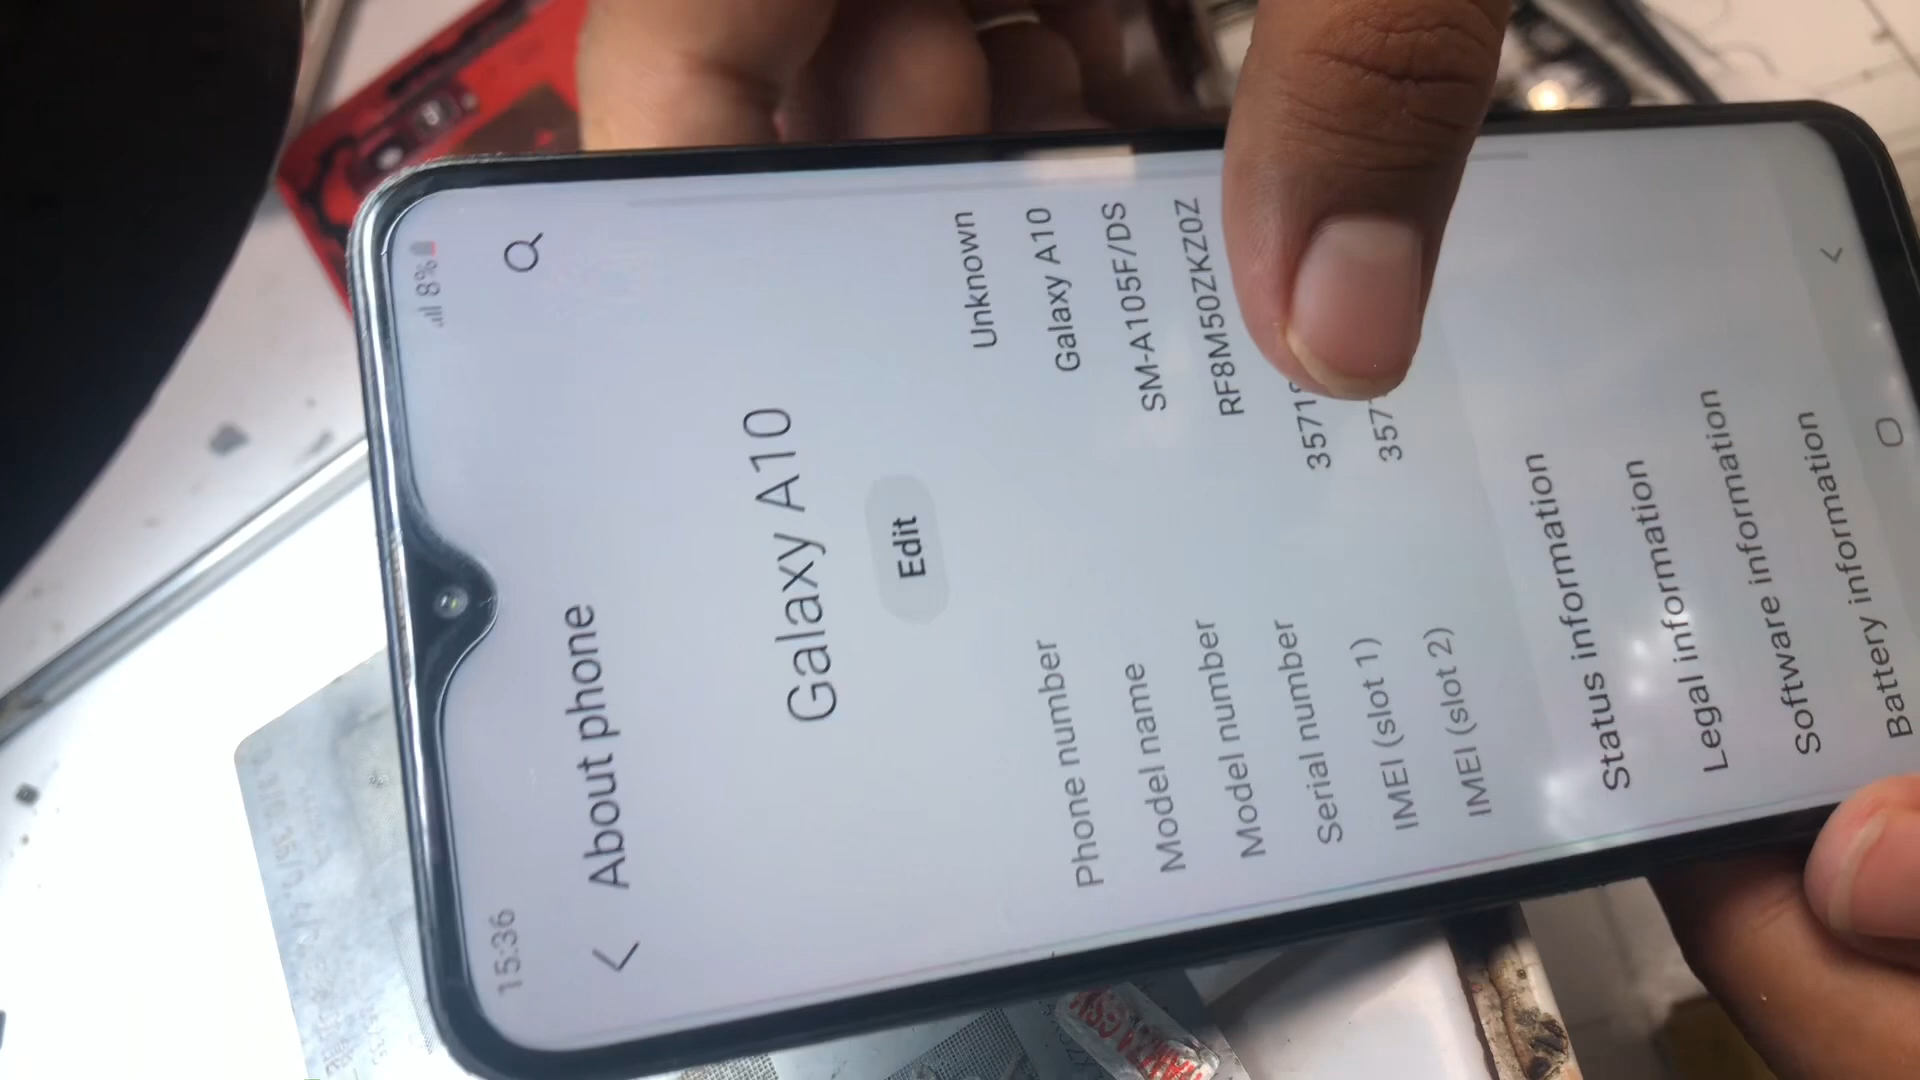 15:36 8%
About phone
Galaxy A10
Edit
Phone number Unknown
Model name Galaxy A10
Model number SM-A105F/DS
Serial number RF8M50ZKZ0Z
IMEI (slot 1) 3571
IMEI (slot 2) 357
Status information
Legal information
Software information
Battery information